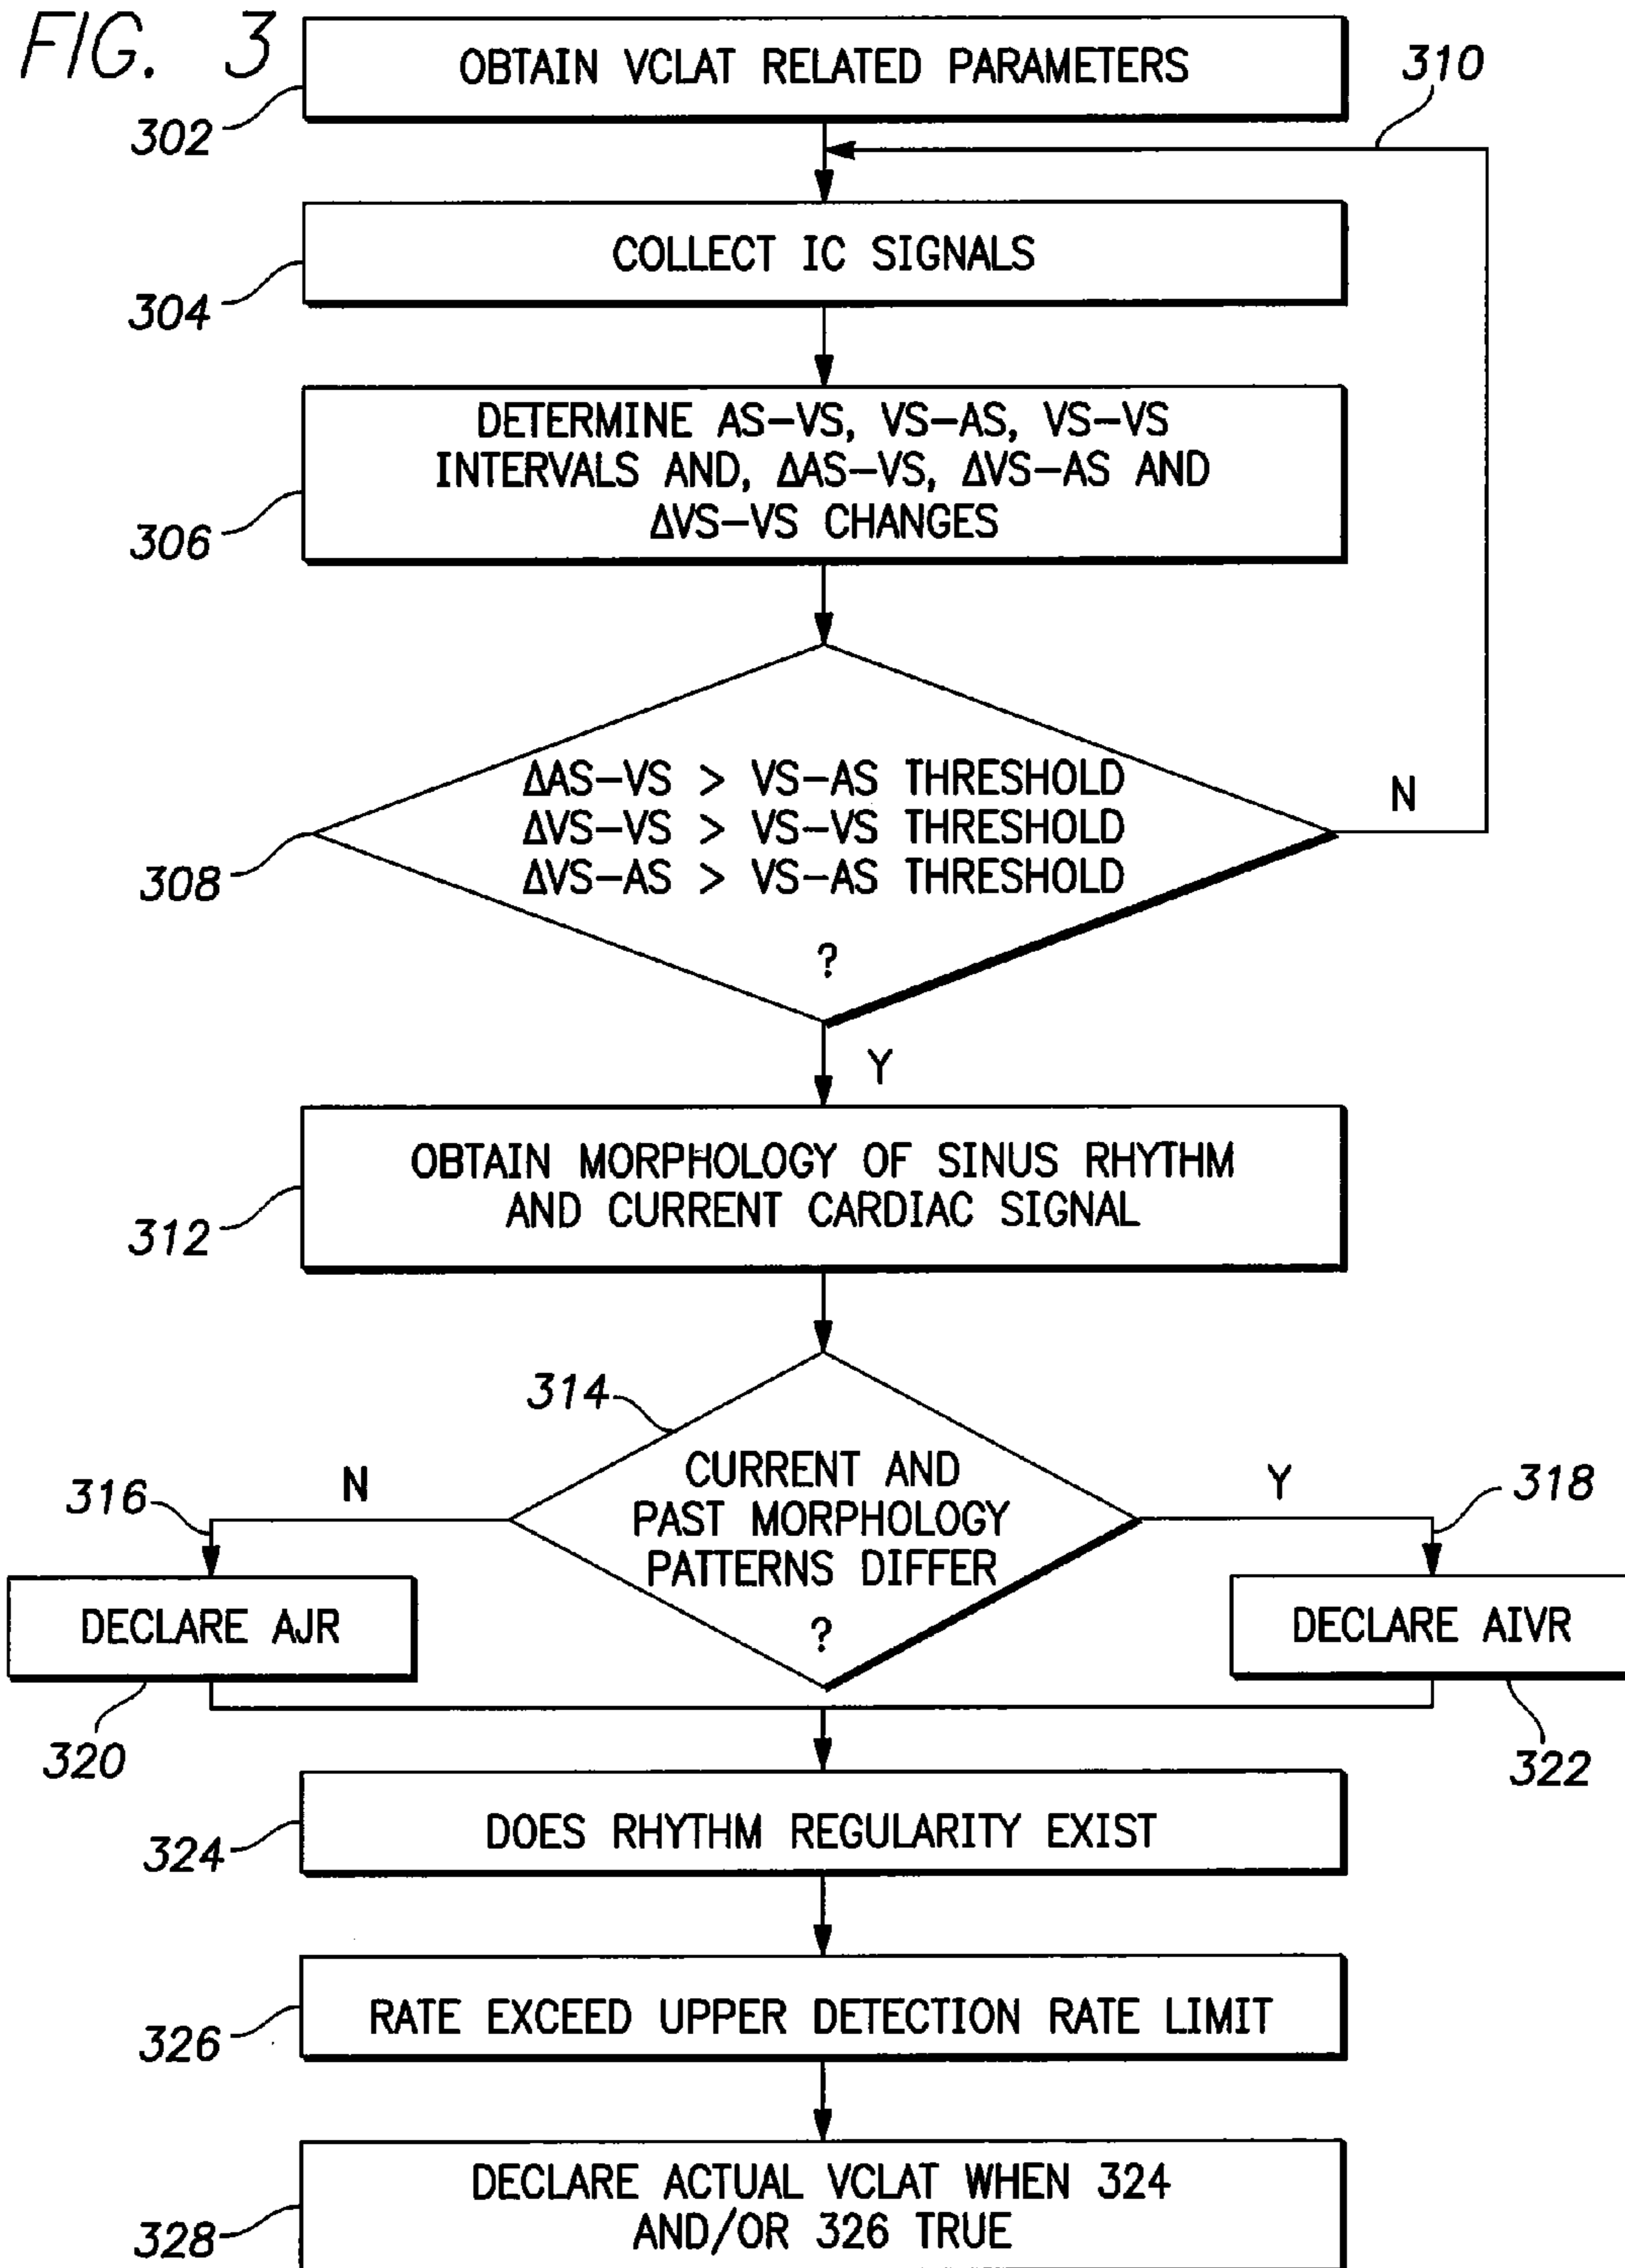 FIG. 3
OBTAIN VCLAT RELATED PARAMETERS
302
310
COLLECT IC SIGNALS
304
DETERMINE AS-VS, VS-AS, VS-VS
INTERVALS AND, ΔAS-VS, ΔVS-AS AND
ΔVS-VS CHANGES
306
ΔAS-VS > VS-AS THRESHOLD
ΔVS-VS > VS-VS THRESHOLD
ΔVS-AS > VS-AS THRESHOLD
?
N
308
Y
OBTAIN MORPHOLOGY OF SINUS RHYTHM
AND CURRENT CARDIAC SIGNAL
312
314
CURRENT AND
PAST MORPHOLOGY
PATTERNS DIFFER
?
316
N
Y
318
DECLARE AJR
DECLARE AIVR
320
322
DOES RHYTHM REGULARITY EXIST
324
RATE EXCEED UPPER DETECTION RATE LIMIT
326
DECLARE ACTUAL VCLAT WHEN 324
AND/OR 326 TRUE
328